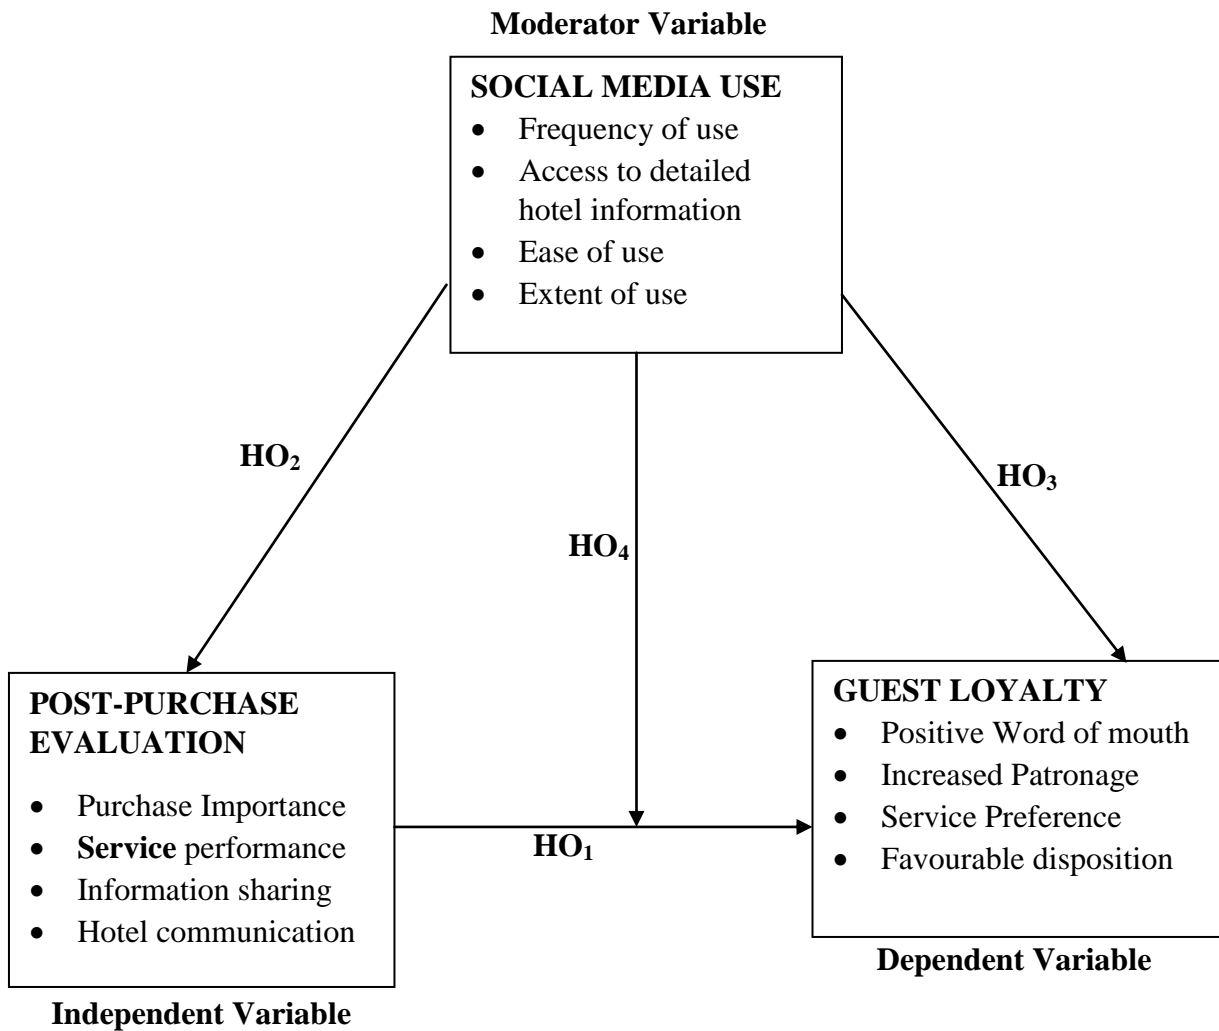 Moderator Variable
SOCIAL MEDIA USE
• Frequency of use
• Access to detailed
hotel information
• Ease of use
• Extent of use
HO₂
HO₃
HO₄
POST-PURCHASE
EVALUATION
• Purchase Importance
• Service performance
• Information sharing
• Hotel communication
Independent Variable
HO₁
GUEST LOYALTY
• Positive Word of mouth
• Increased Patronage
• Service Preference
• Favourable disposition
Dependent Variable